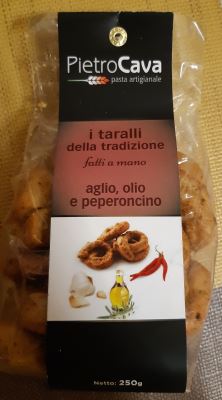 PietroCava
pasta artigianale
i taralli
della tradizione
fatti a mano
aglio, olio
e peperoncino
Netto: 250g